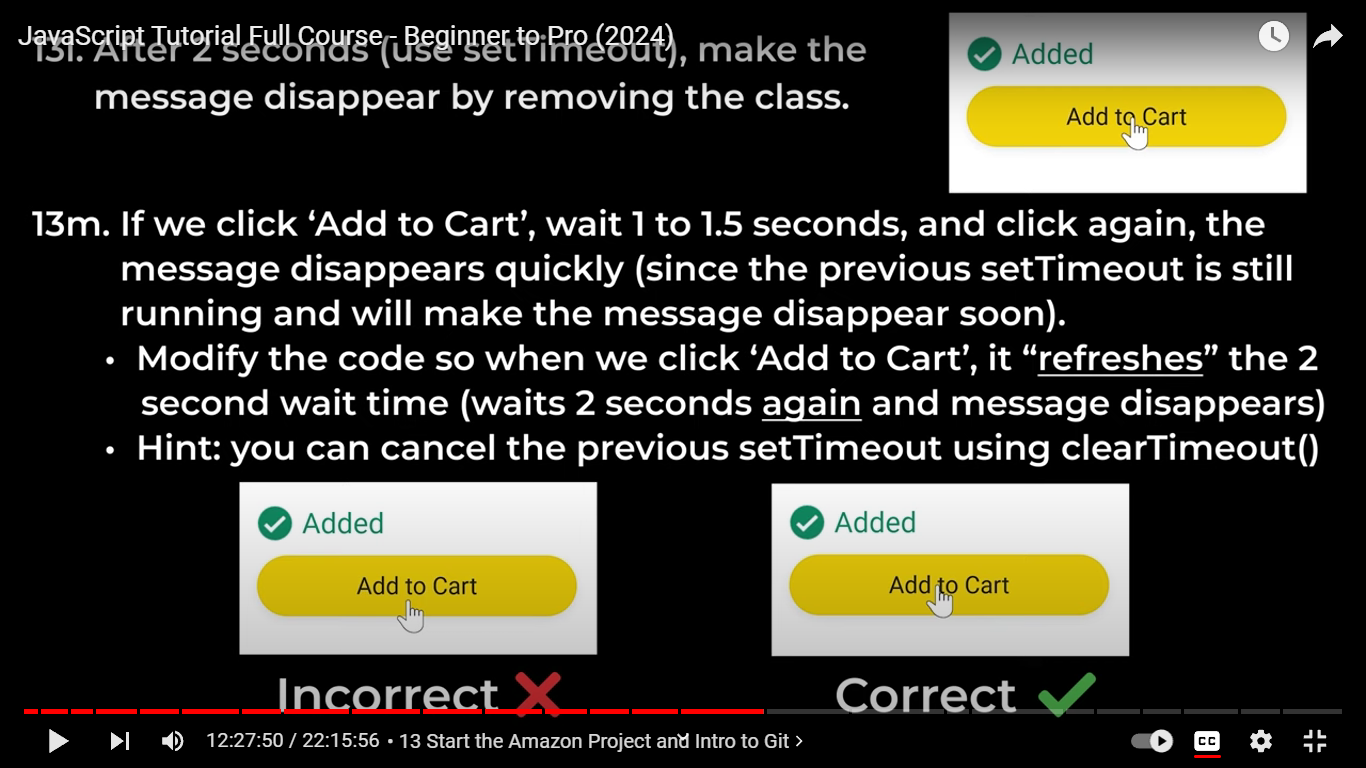 JavaScript Tutorial Full Course - Beginner to Pro (2024)
13l. After 2 seconds (use setTimeout), make the
message disappear by removing the class.
Added
Add to Cart
13m. If we click ‘Add to Cart’, wait 1 to 1.5 seconds, and click again, the
message disappears quickly (since the previous setTimeout is still
running and will make the message disappear soon).
• Modify the code so when we click ‘Add to Cart’, it “refreshes” the 2
second wait time (waits 2 seconds again and message disappears)
• Hint: you can cancel the previous setTimeout using clearTimeout()
Added
Add to Cart
Incorrect
Added
Add to Cart
Correct
12:27:50 / 22:15:56 • 13 Start the Amazon Project and Intro to Git
CC